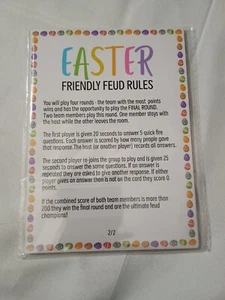 EASTER
FRIENDLY FEUD RULES
You will play four rounds - the team with the most points
wins and has the opportunity to play the FINAL ROUND.
Two team members play this round. One member stays
with the host while the other leaves the room.
The first player is given 20 seconds to answer 5 quick fire
questions. Each answer is scored by how many people gave
that response. The host (or another player) records all answers.
The second player re-joins the group to play and is given 25
seconds to answer the same questions. If an answer is
repeated they are asked to give another response. If either
player gives an answer than is not on the card they score 0
points.
If the combined score of both team members is more than
200 they win the final round and are the ultimate feud
champions!
2/2